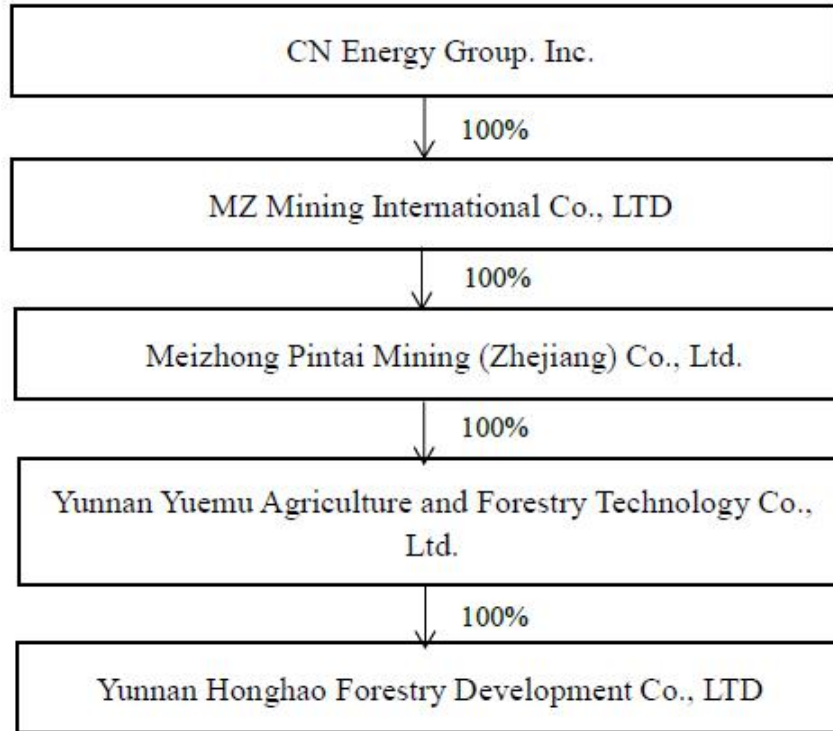 CN Energy Group. Inc.
100%
MZ Mining International Co., LTD
100%
Meizhong Pintai Mining (Zhejiang) Co., Ltd.
100%
Yunnan Yuemu Agriculture and Forestry Technology Co.,
Ltd.
100%
Yunnan Honghao Forestry Development Co., LTD